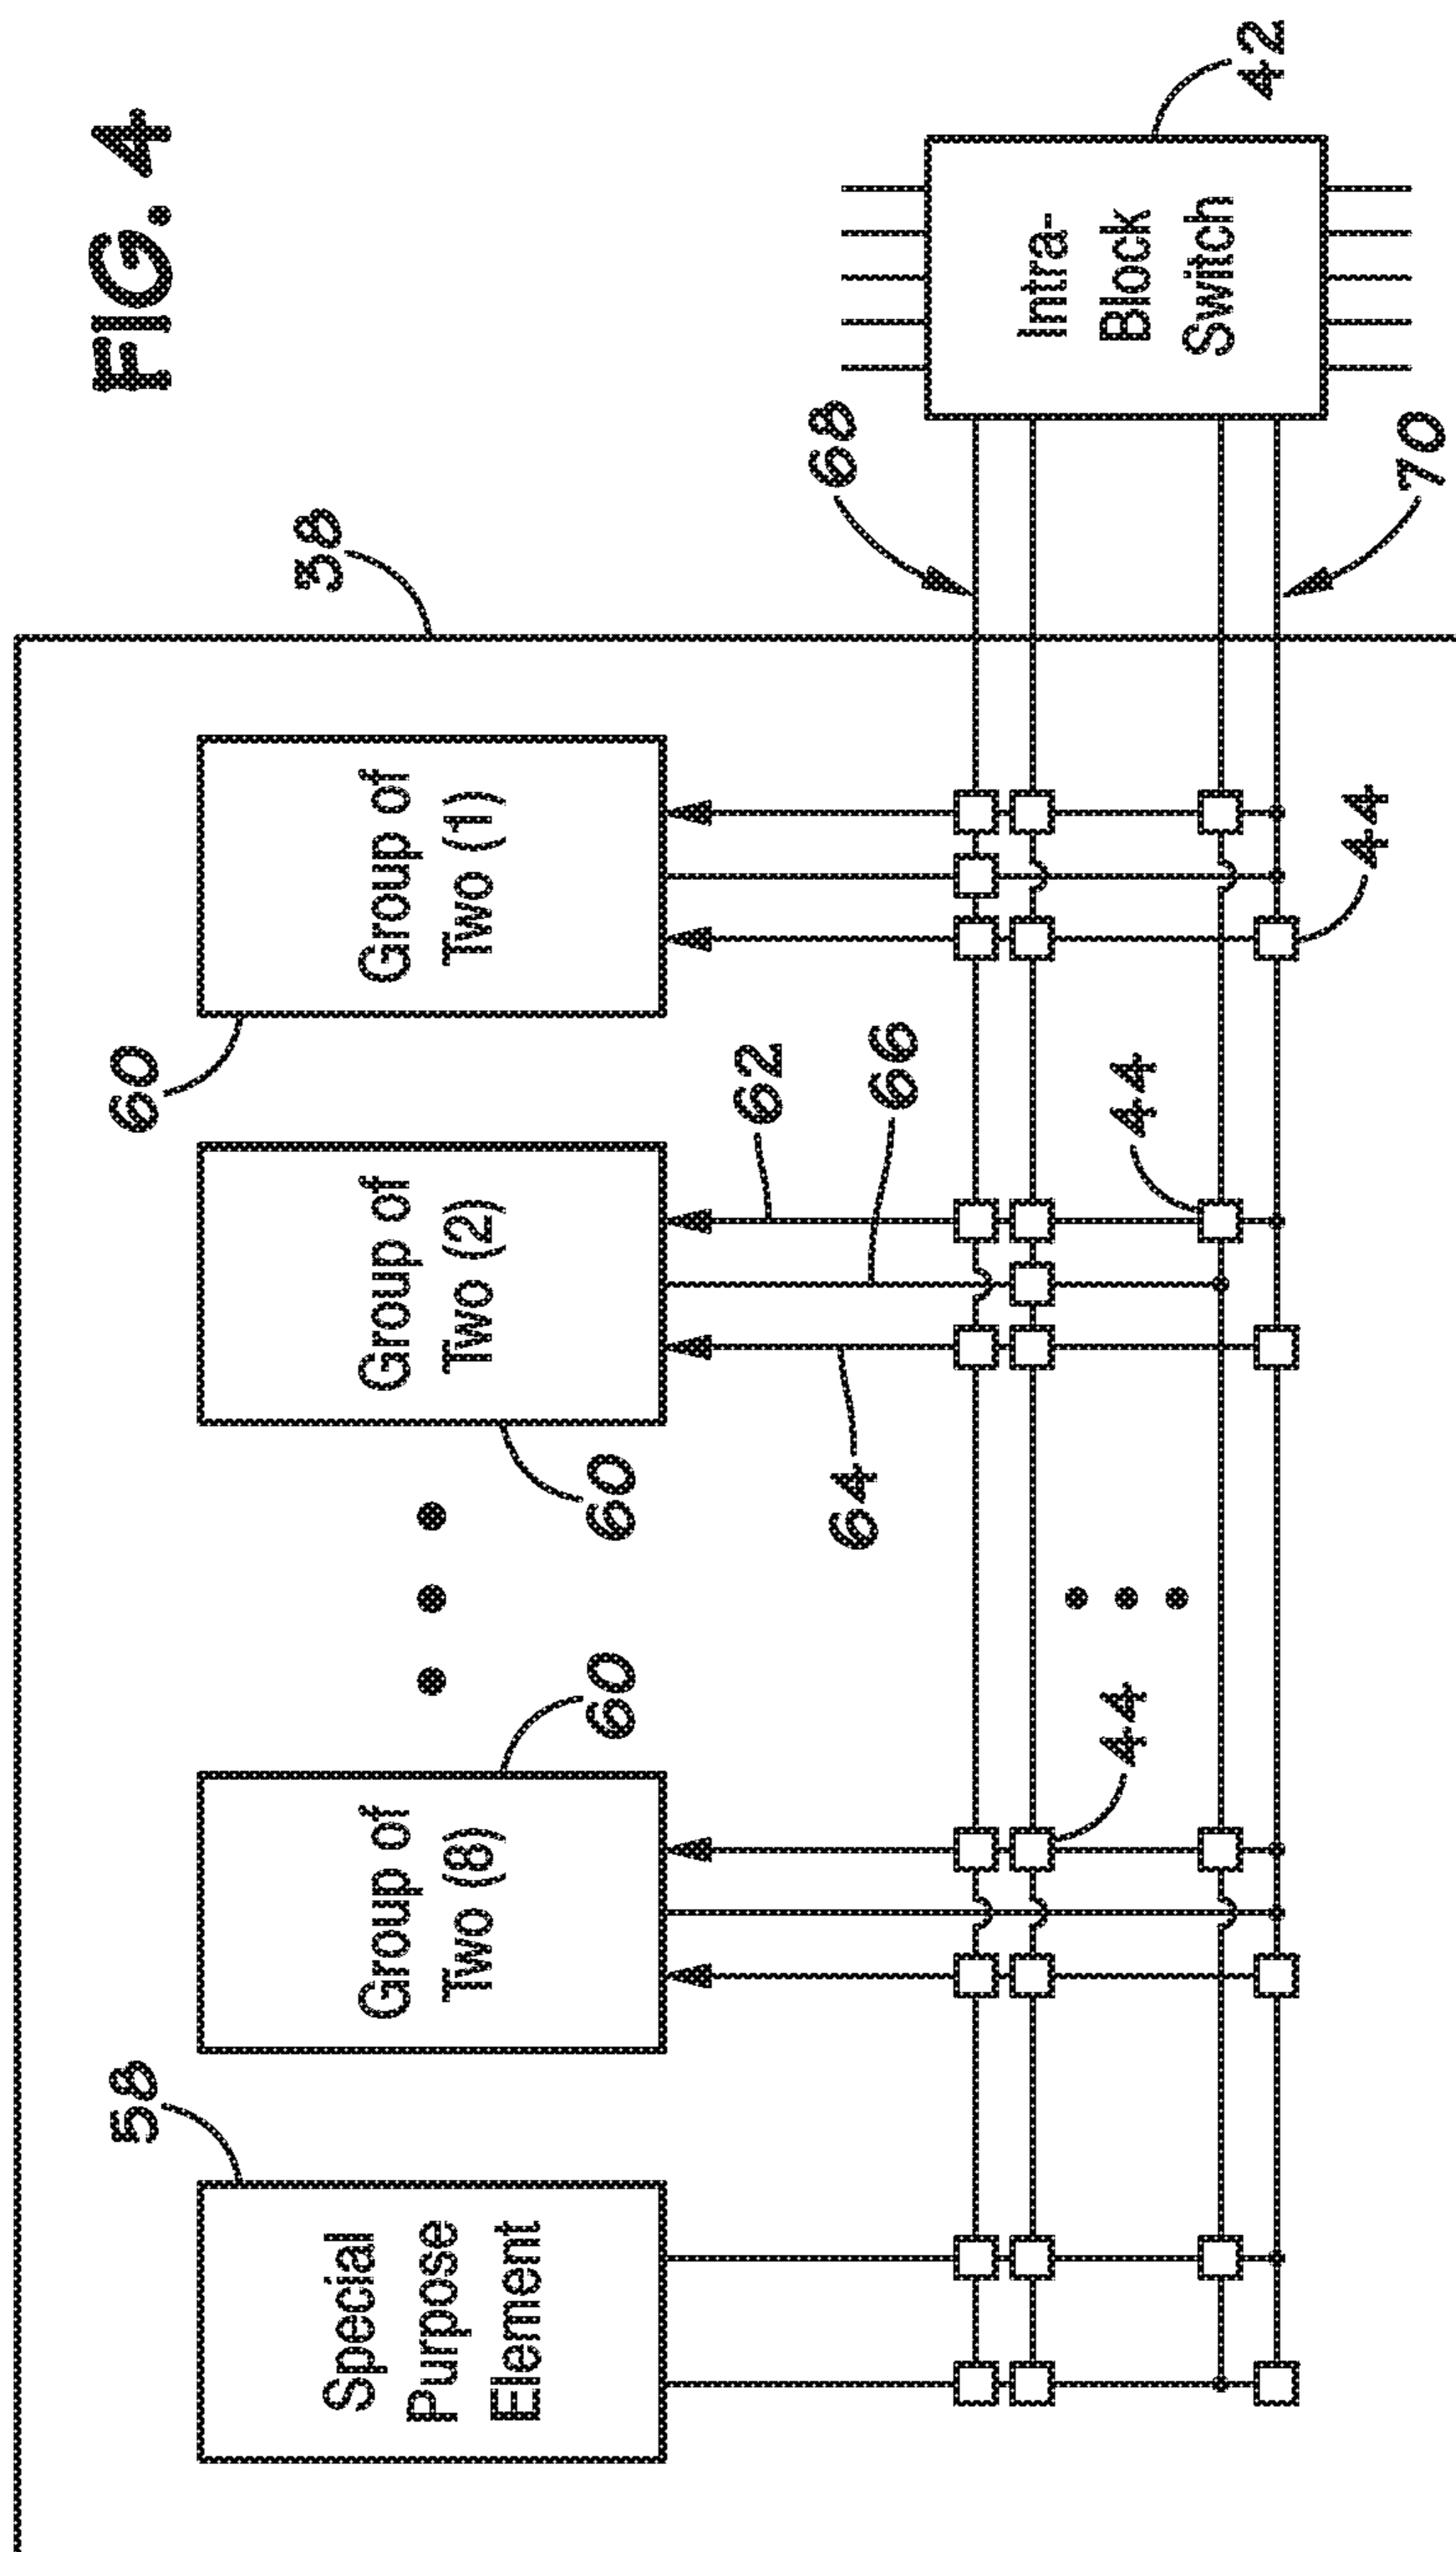 FIG. 4
58
Special
Purpose
Element
60
Group of
Two (8)
60
Group of
Two (2)
60
Group of
Two (1)
38
64
62
66
44
44
44
68
70
Intra-
Block
Switch
42